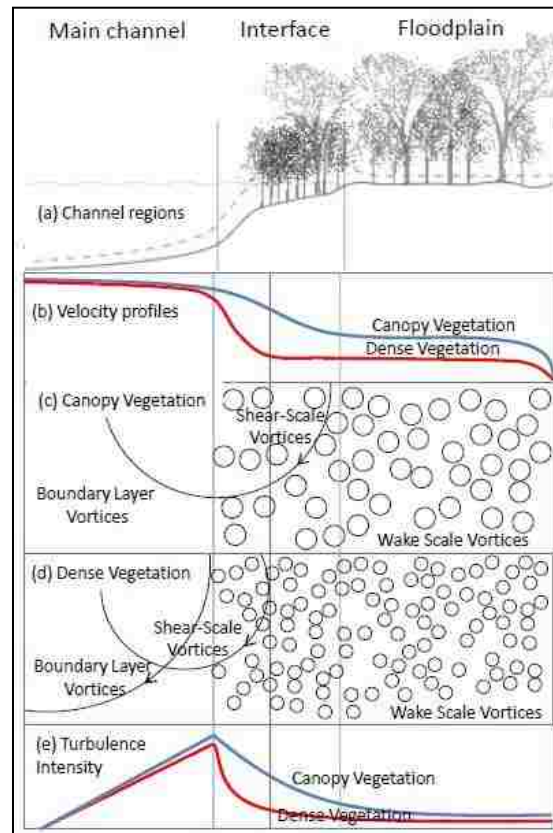 Main channel
Interface
Floodplain
(a) Channel regions
(b) Velocity profiles
Canopy Vegetation
Dense Vegetation
(c) Canopy Vegetation
Shear-Scale
Vortices
Boundary Layer
Vortices
Wake Scale Vortices
(d) Dense Vegetation
Shear-Scale
Vortices
Boundary Layer
Vortices
Wake Scale Vortices
(e) Turbulence
Intensity
Canopy Vegetation
Dense Vegetation